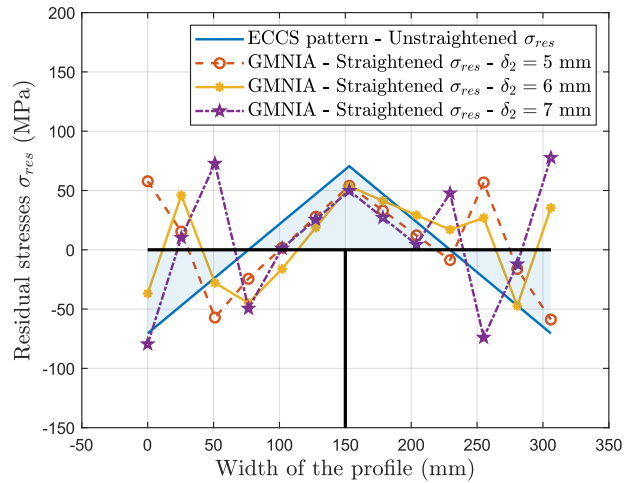 200
150
100
50
0
-50
-100
-150
-50 0 50 100 150 200 250 300 350
Residual stresses σres (MPa)
Width of the profile (mm)
ECCS pattern - Unstraightened σres
GMNIA - Straightened σres - δ2 = 5 mm
GMNIA - Straightened σres - δ2 = 6 mm
GMNIA - Straightened σres - δ2 = 7 mm